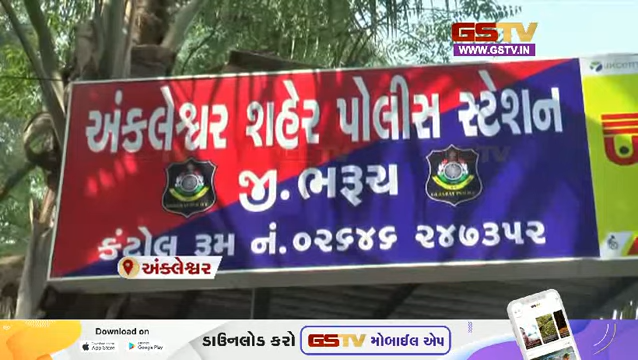 GSTV
WWW.GSTV.IN
અંકલેશ્વર શહેર પોલીસ સ્ટેશન
જી. ભરૂચ
કંટ્રોલ રૂમ નં. ૦૨૬૪૬ ૨૪૭૩૫૨
અંકલેશ્વર
Download on
App Store
Google Play
ડાઉનલોડ કરો GSTV મોબાઈલ એપ